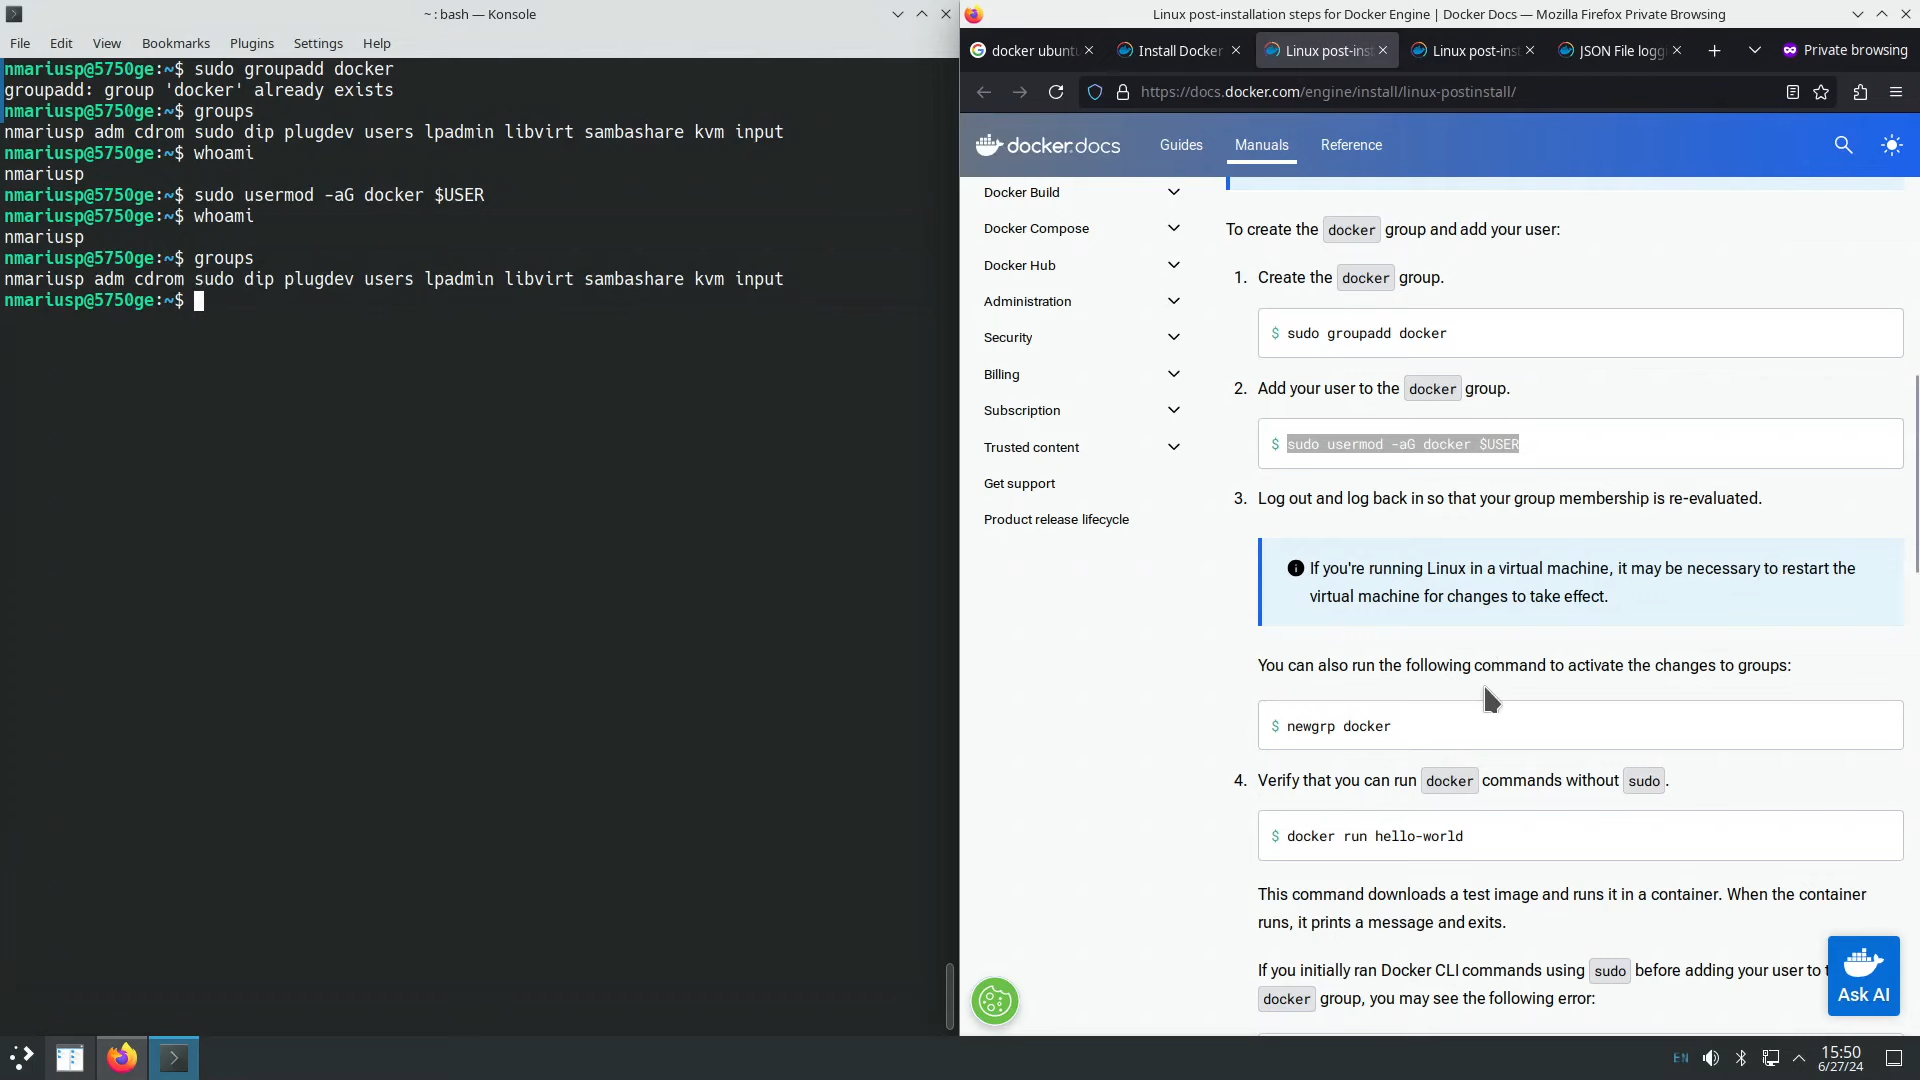 ~ : bash — Konsole
File Edit View Bookmarks Plugins Settings Help
nmariusp@5750ge:~$ sudo groupadd docker
groupadd: group 'docker' already exists
nmariusp@5750ge:~$ groups
nmariusp adm cdrom sudo dip plugdev users lpadmin libvirt sambashare kvm input
nmariusp@5750ge:~$ whoami
nmariusp
nmariusp@5750ge:~$ sudo usermod -aG docker $USER
nmariusp@5750ge:~$ whoami
nmariusp
nmariusp@5750ge:~$ groups
nmariusp adm cdrom sudo dip plugdev users lpadmin libvirt sambashare kvm input
nmariusp@5750ge:~$
Linux post-installation steps for Docker Engine | Docker Docs — Mozilla Firefox Private Browsing
docker ubunt Install Docker Linux post-inst Linux post-inst JSON File logg Private browsing
https://docs.docker.com/engine/install/linux-postinstall/
docker.docs Guides Manuals Reference
Docker Build
Docker Compose
Docker Hub
Administration
Security
Billing
Subscription
Trusted content
Get support
Product release lifecycle
To create the docker group and add your user:
1. Create the docker group.
$ sudo groupadd docker
2. Add your user to the docker group.
$ sudo usermod -aG docker $USER
3. Log out and log back in so that your group membership is re-evaluated.
If you're running Linux in a virtual machine, it may be necessary to restart the
virtual machine for changes to take effect.
You can also run the following command to activate the changes to groups:
$ newgrp docker
4. Verify that you can run docker commands without sudo.
$ docker run hello-world
This command downloads a test image and runs it in a container. When the container
runs, it prints a message and exits.
If you initially ran Docker CLI commands using sudo before adding your user to
docker group, you may see the following error:
Ask AI
EN 15:50
6/27/24